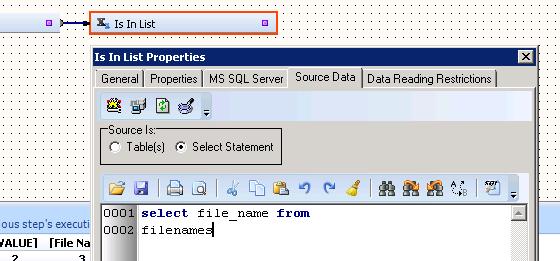 Is In List
Is In List Properties
General Properties MS SQL Server Source Data Data Reading Restrictions
Source Is:
Table(s) Select Statement
0001 select file_name from
0002 filenames
ous step's executi
VALUE] [File Na
2 3